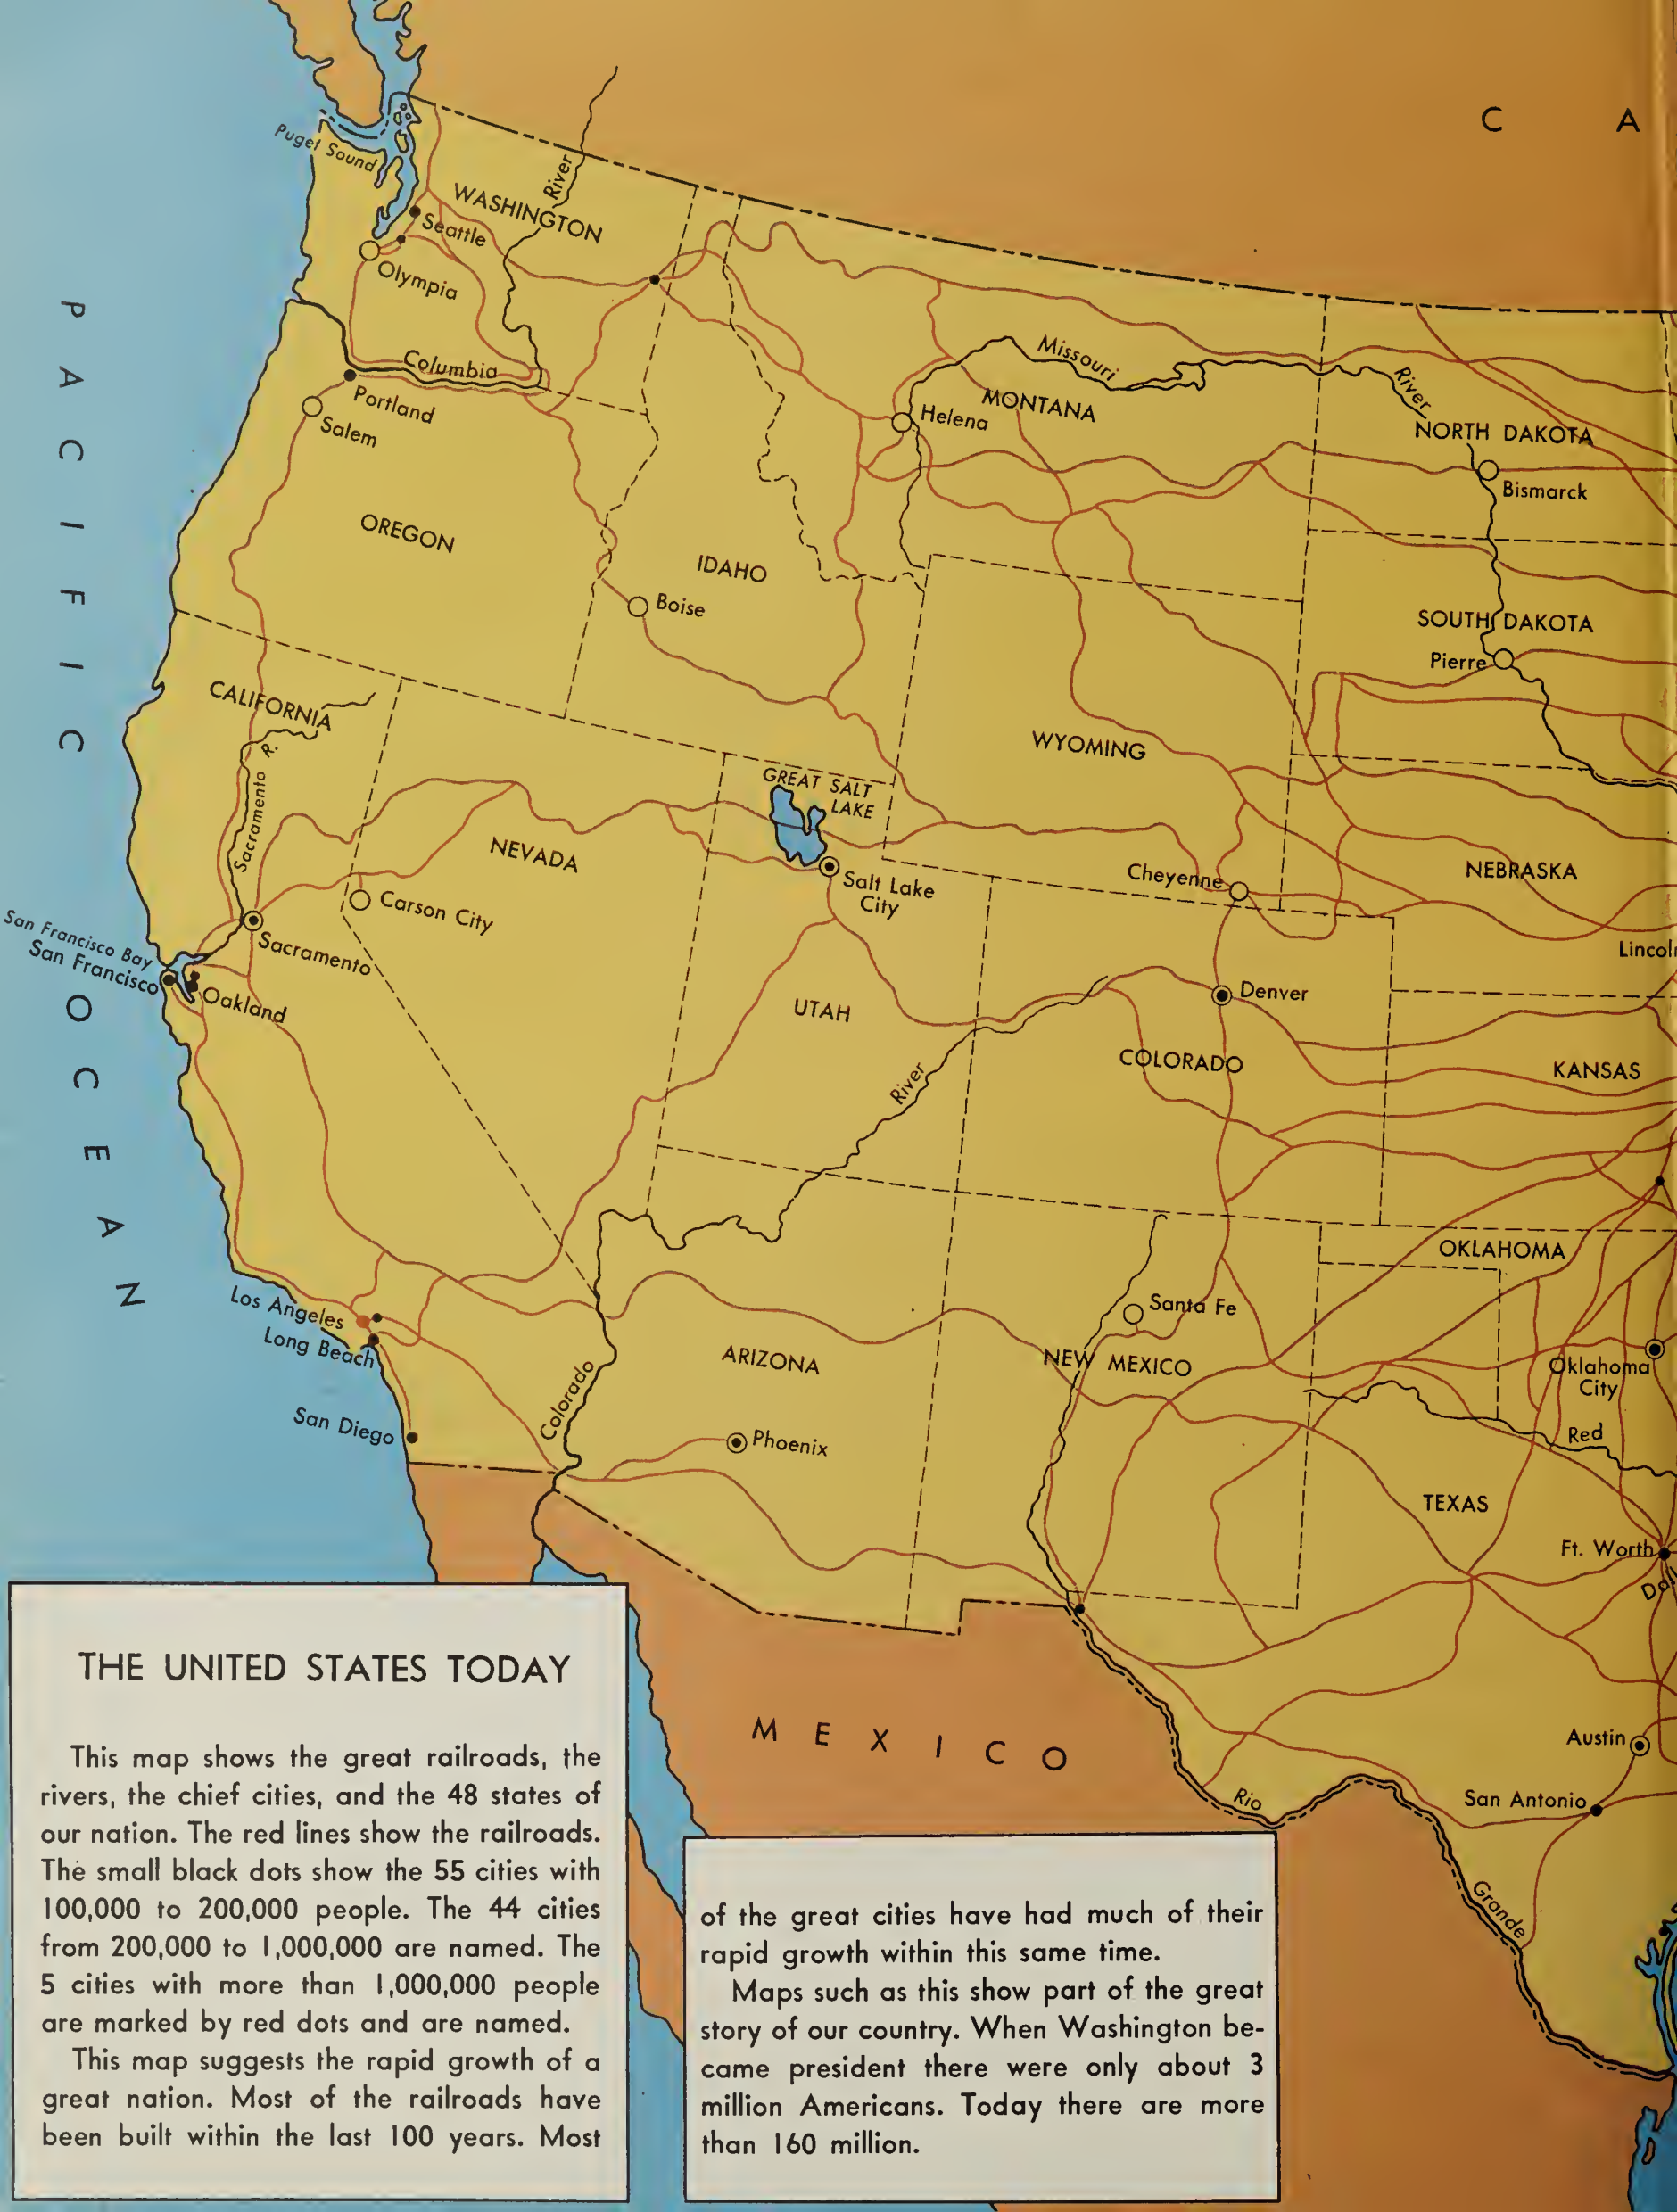 C A
Puget Sound
WASHINGTON
River
Seattle
Olympia
Columbia
Portland
Salem
Missouri
River
MONTANA
Helena
NORTH DAKOTA
Bismarck
OREGON
IDAHO
Boise
SOUTH DAKOTA
Pierre
PACIFIC OCEAN
CALIFORNIA
Sacramento R.
WYOMING
GREAT SALT
LAKE
NEVADA
Salt Lake
City
Cheyenne
NEBRASKA
Carson City
San Francisco Bay
San Francisco
Sacramento
Oakland
Denver
UTAH
COLORADO
River
KANSAS
OKLAHOMA
Los Angeles
Long Beach
Santa Fe
ARIZONA
NEW MEXICO
Oklahoma
City
Colorado
San Diego
Phoenix
Red
TEXAS
Ft. Worth
MEXICO
Austin
San Antonio
Rio
Grande
THE UNITED STATES TODAY
This map shows the great railroads, the
rivers, the chief cities, and the 48 states of
our nation. The red lines show the railroads.
The small black dots show the 55 cities with
100,000 to 200,000 people. The 44 cities
from 200,000 to 1,000,000 are named. The
5 cities with more than 1,000,000 people
are marked by red dots and are named.
This map suggests the rapid growth of a
great nation. Most of the railroads have
been built within the last 100 years. Most
of the great cities have had much of their
rapid growth within this same time.
Maps such as this show part of the great
story of our country. When Washington be-
came president there were only about 3
million Americans. Today there are more
than 160 million.